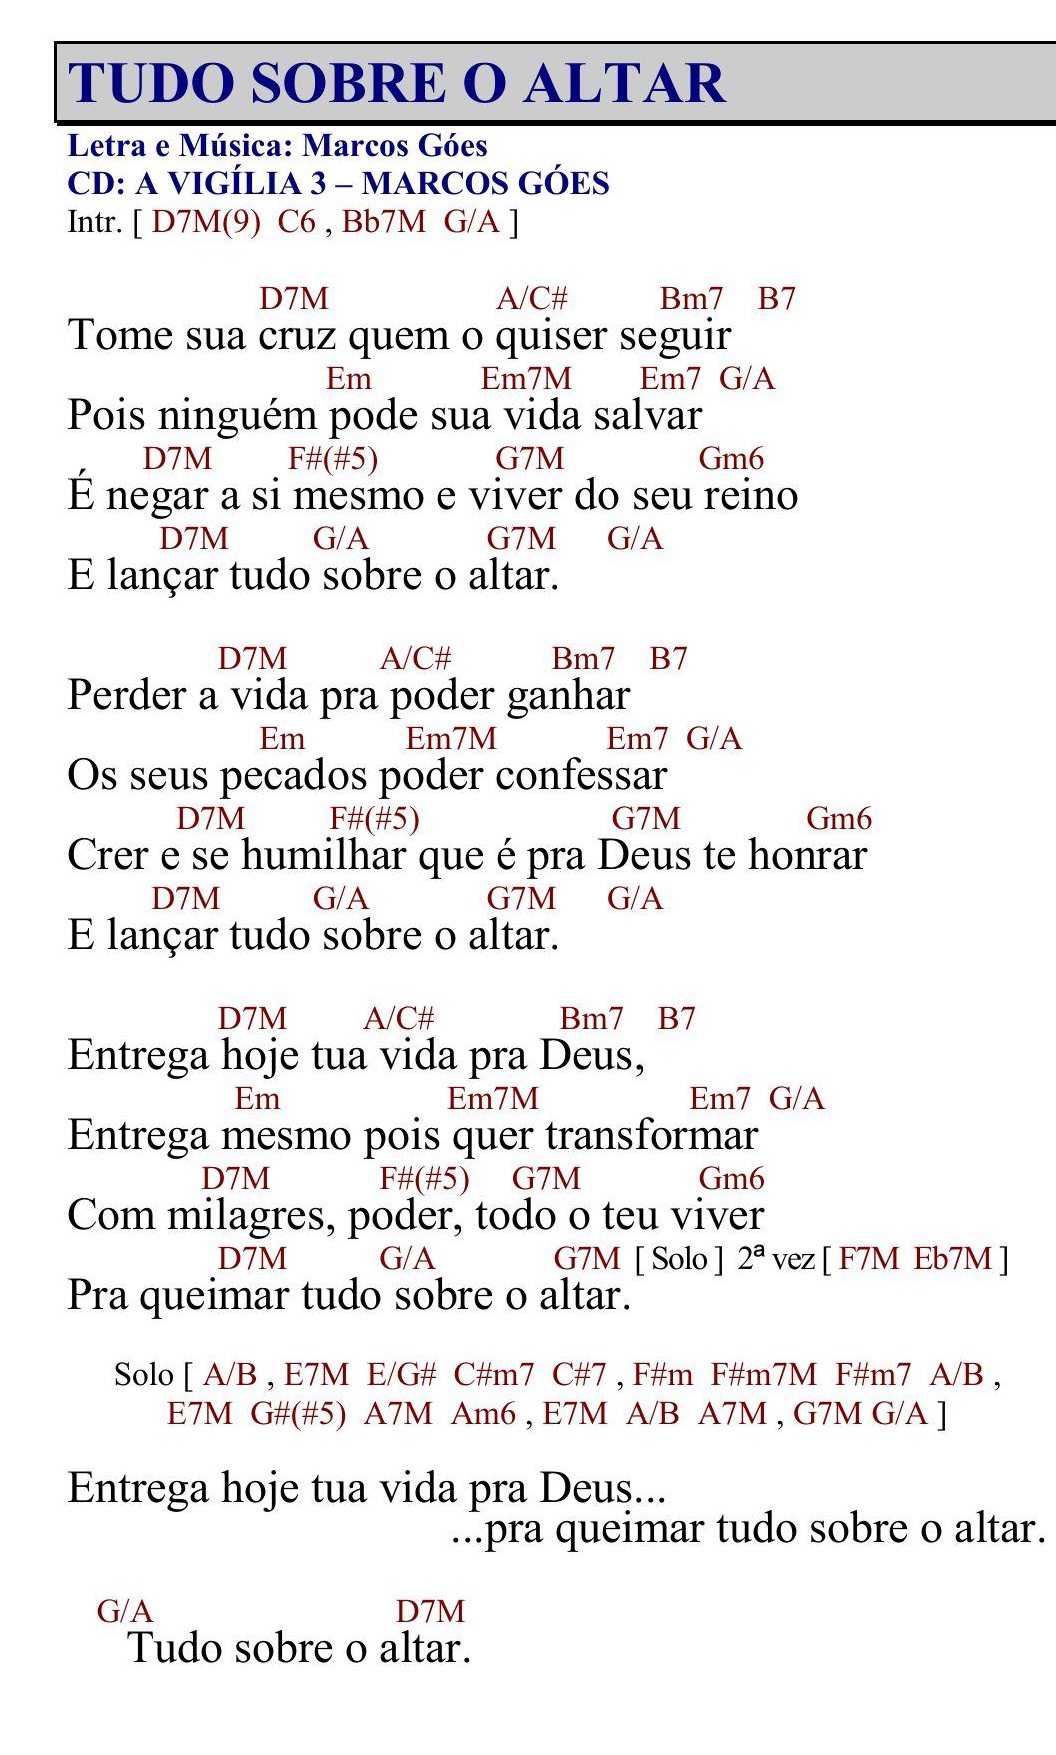 TUDO SOBRE O ALTAR
Letra e Música: Marcos Góes
CD: A VIGÍLIA 3 – MARCOS GÓES
Intr. [ D7M(9) C6 , Bb7M G/A ]
D7M A/C# Bm7 B7
Tome sua cruz quem o quiser seguir
Em Em7M Em7 G/A
Pois ninguém pode sua vida salvar
D7M F#(#5) G7M Gm6
É negar a si mesmo e viver do seu reino
D7M G/A G7M G/A
E lançar tudo sobre o altar.
D7M A/C# Bm7 B7
Perder a vida pra poder ganhar
Em Em7M Em7 G/A
Os seus pecados poder confessar
D7M F#(#5) G7M Gm6
Crer e se humilhar que é pra Deus te honrar
D7M G/A G7M G/A
E lançar tudo sobre o altar.
D7M A/C# Bm7 B7
Entrega hoje tua vida pra Deus,
Em Em7M Em7 G/A
Entrega mesmo pois quer transformar
D7M F#(#5) G7M Gm6
Com milagres, poder, todo o teu viver
D7M G/A G7M [ Solo ] 2ª vez [ F7M Eb7M ]
Pra queimar tudo sobre o altar.
Solo [ A/B , E7M E/G# C#m7 C#7 , F#m F#m7M F#m7 A/B ,
E7M G#(#5) A7M Am6 , E7M A/B A7M , G7M G/A ]
Entrega hoje tua vida pra Deus...
...pra queimar tudo sobre o altar.
G/A D7M
Tudo sobre o altar.